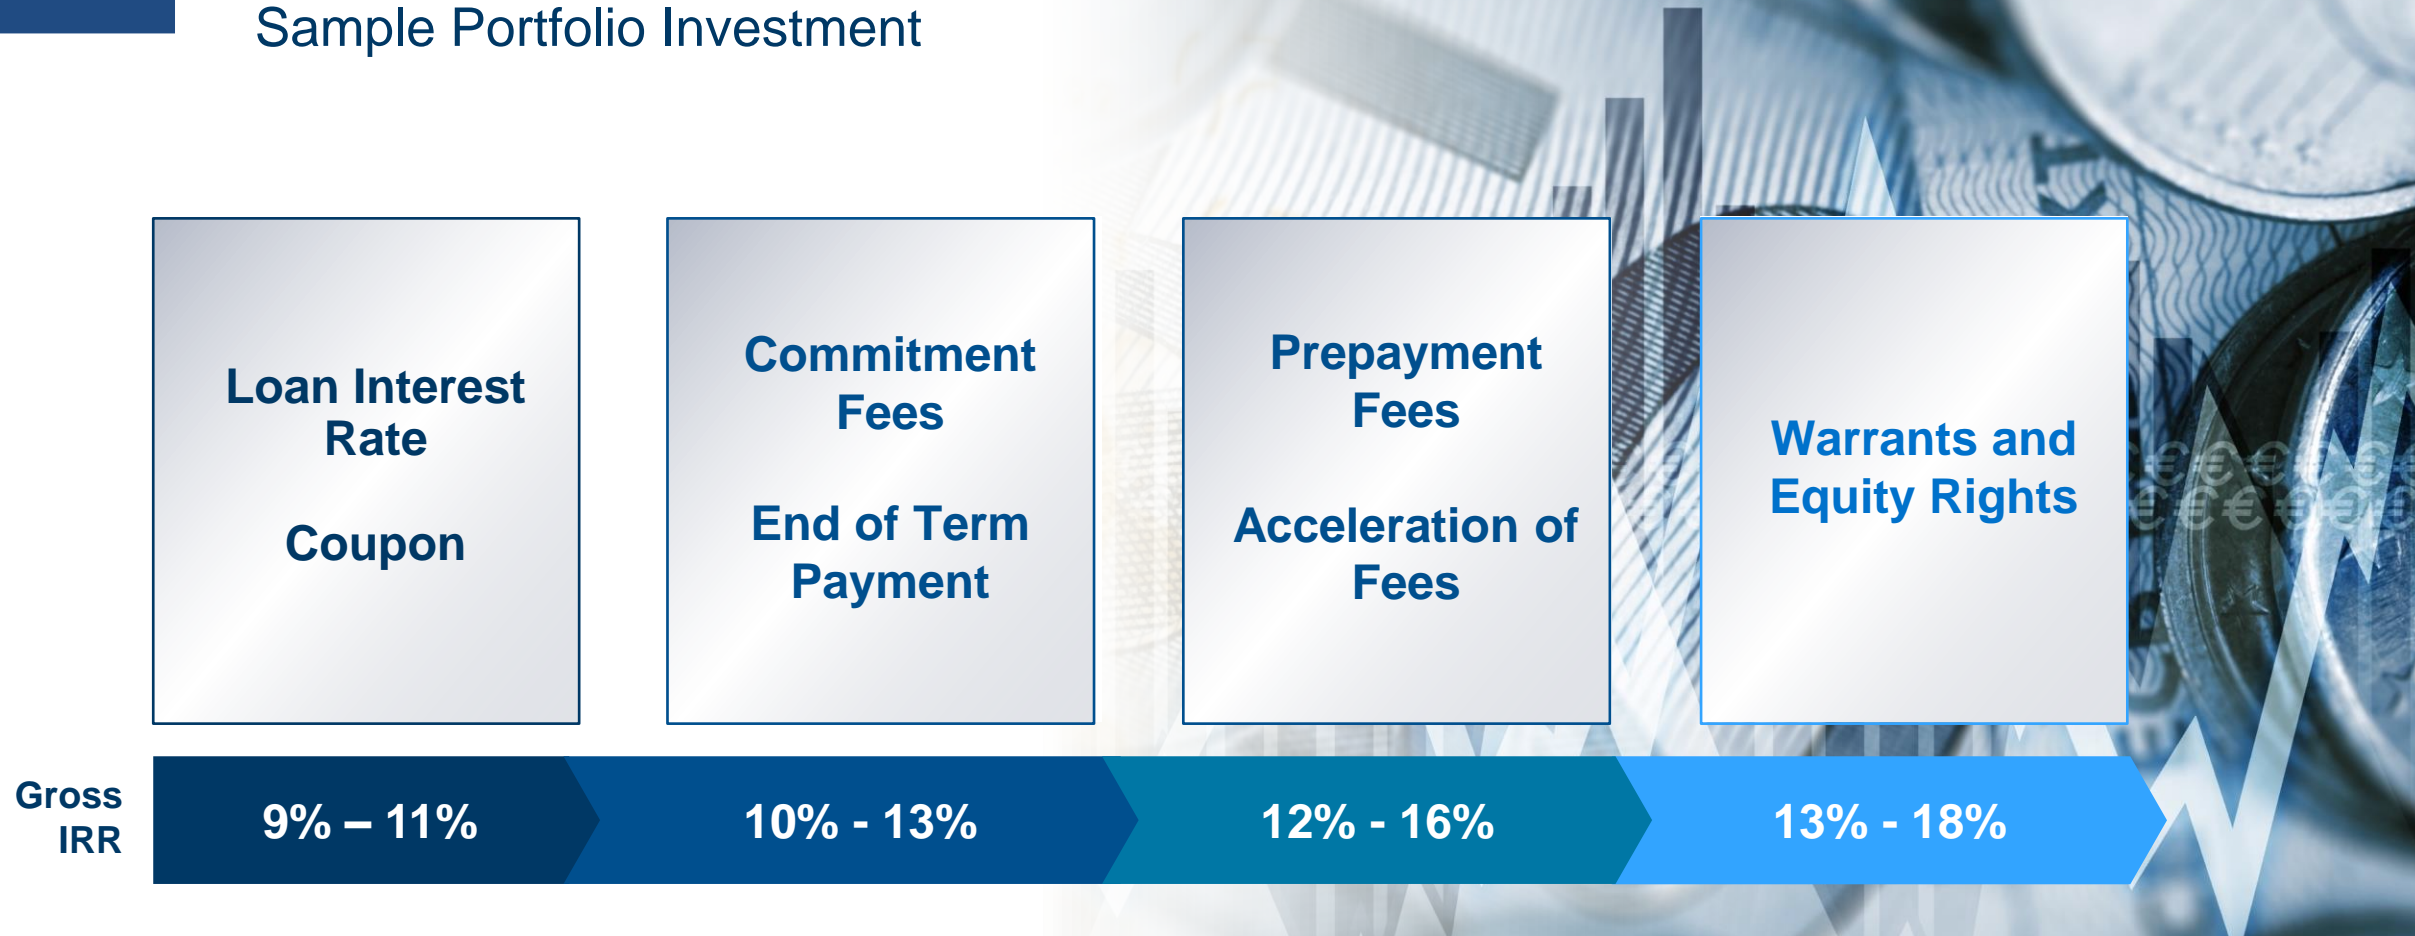 Sample Portfolio Investment
Loan Interest
Rate
Coupon
Commitment
Fees
End of Term
Payment
Prepayment
Fees
Acceleration of
Fees
Warrants and
Equity Rights
Gross
IRR
9% – 11%
10% - 13%
12% - 16%
13% - 18%